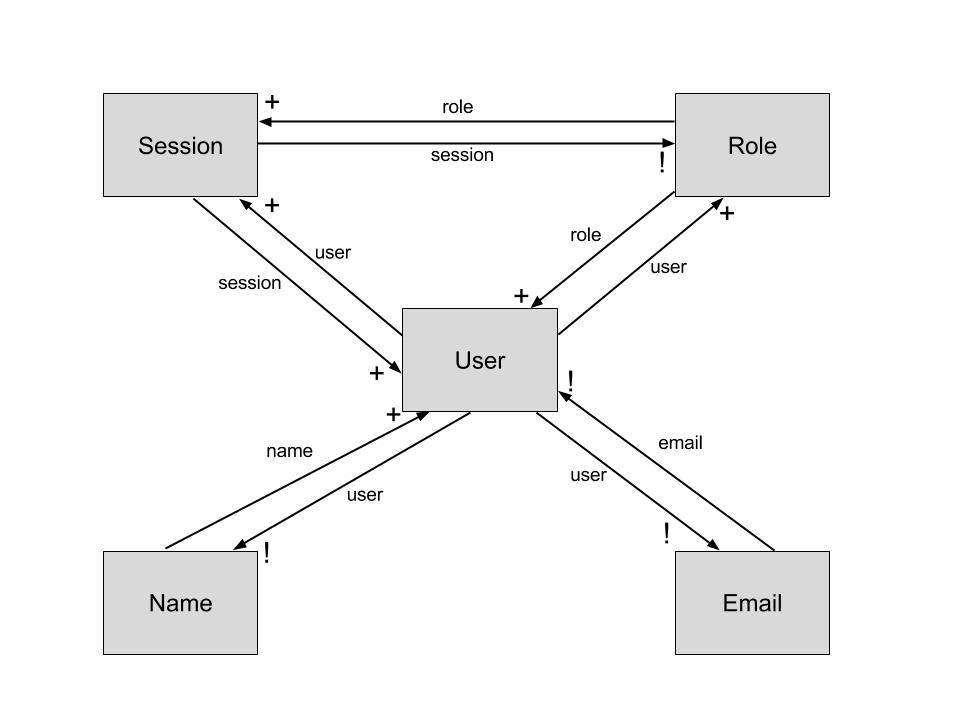 +
role
Session
Role
session
!
+
+
user
role
user
session
+
User
+
!
+
name
email
user
user
!
!
Name
Email